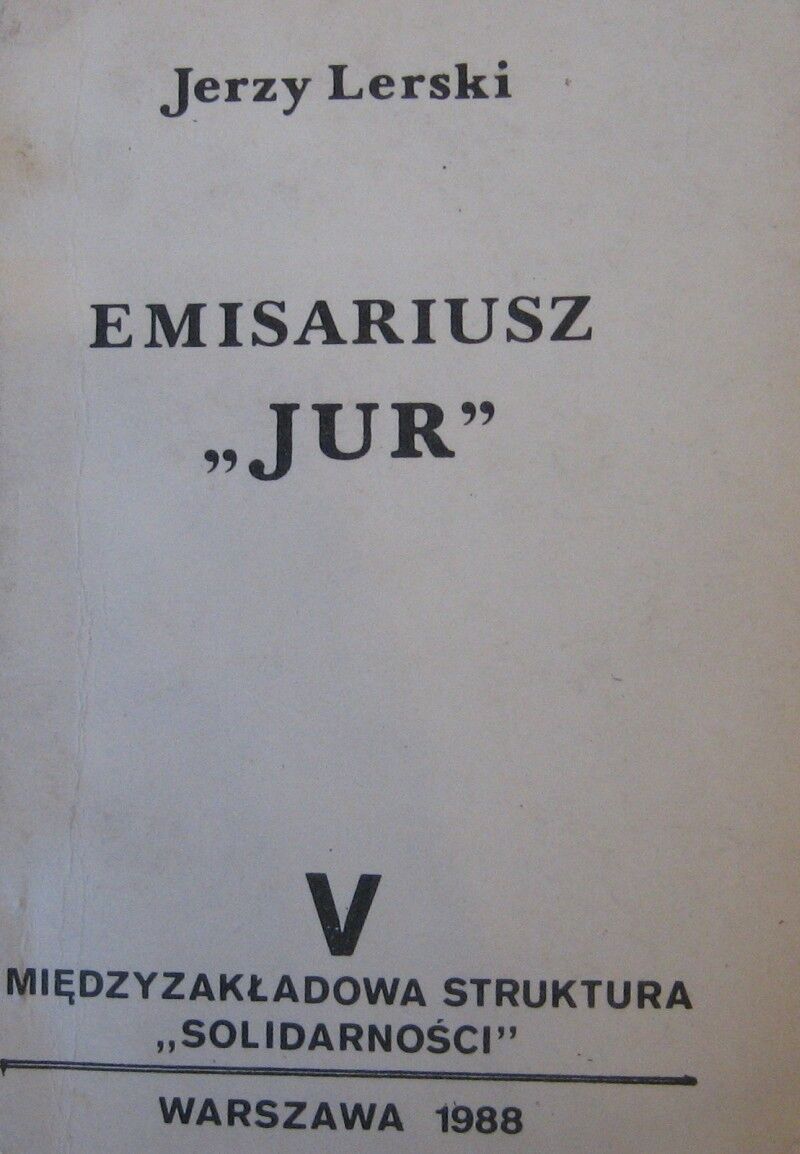 Jerzy Lerski
EMISARIUSZ
„JUR”
V
MIĘDZYZAKŁADOWA STRUKTURA
„SOLIDARNOŚCI”
WARSZAWA 1988